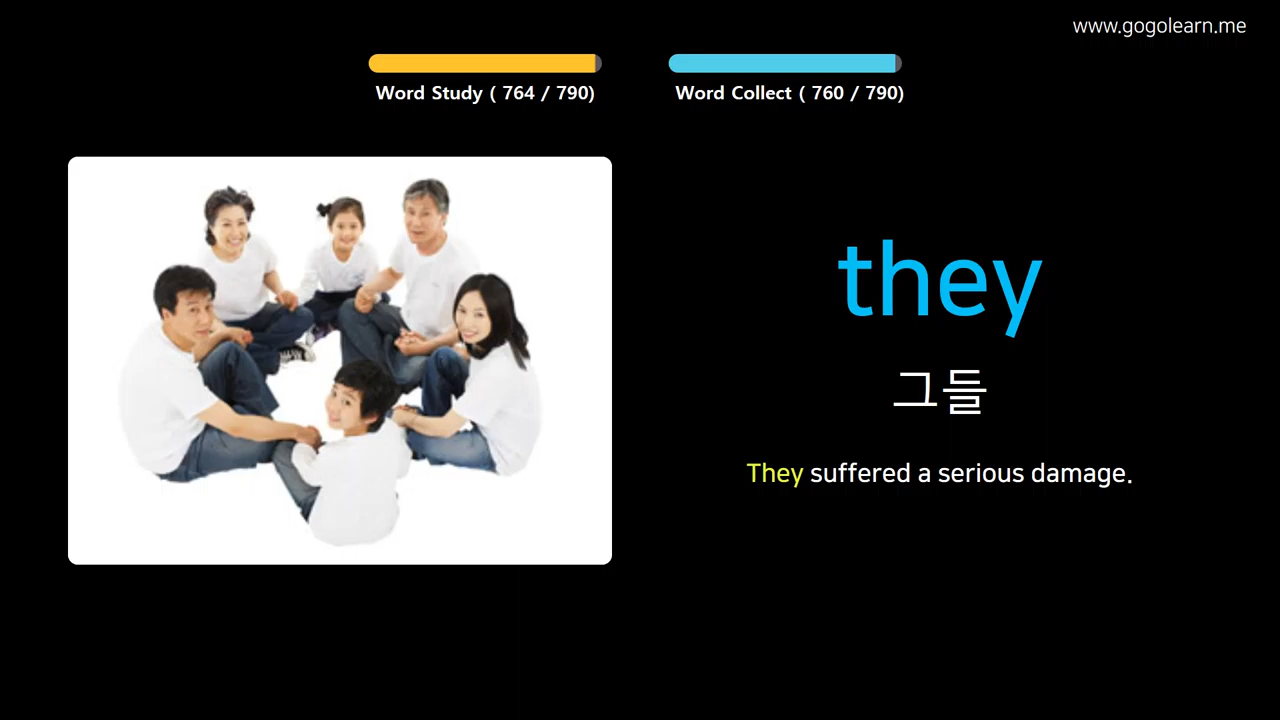 www.gogolearn.me
Word Study ( 764 / 790)
Word Collect ( 760 / 790)
they
그들
They suffered a serious damage.